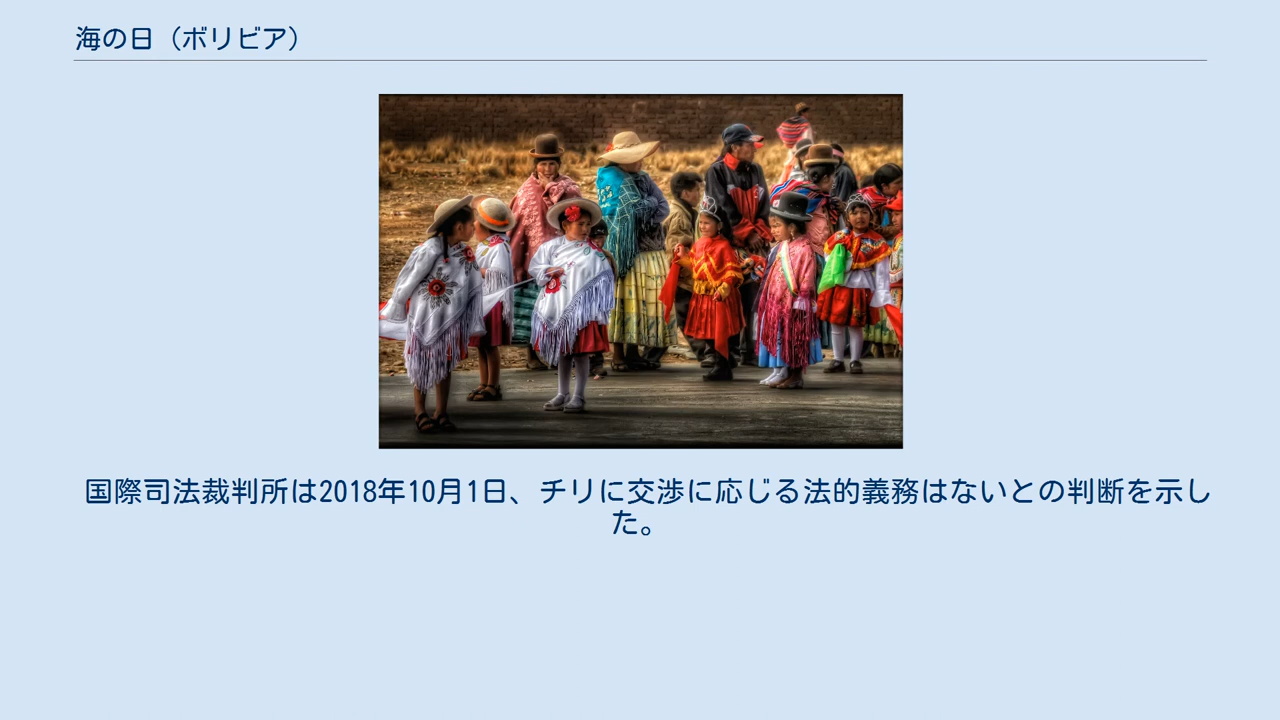 海の日（ボリビア）
国際司法裁判所は2018年10月1日、チリに交渉に応じる法的義務はないとの判断を示し
た。